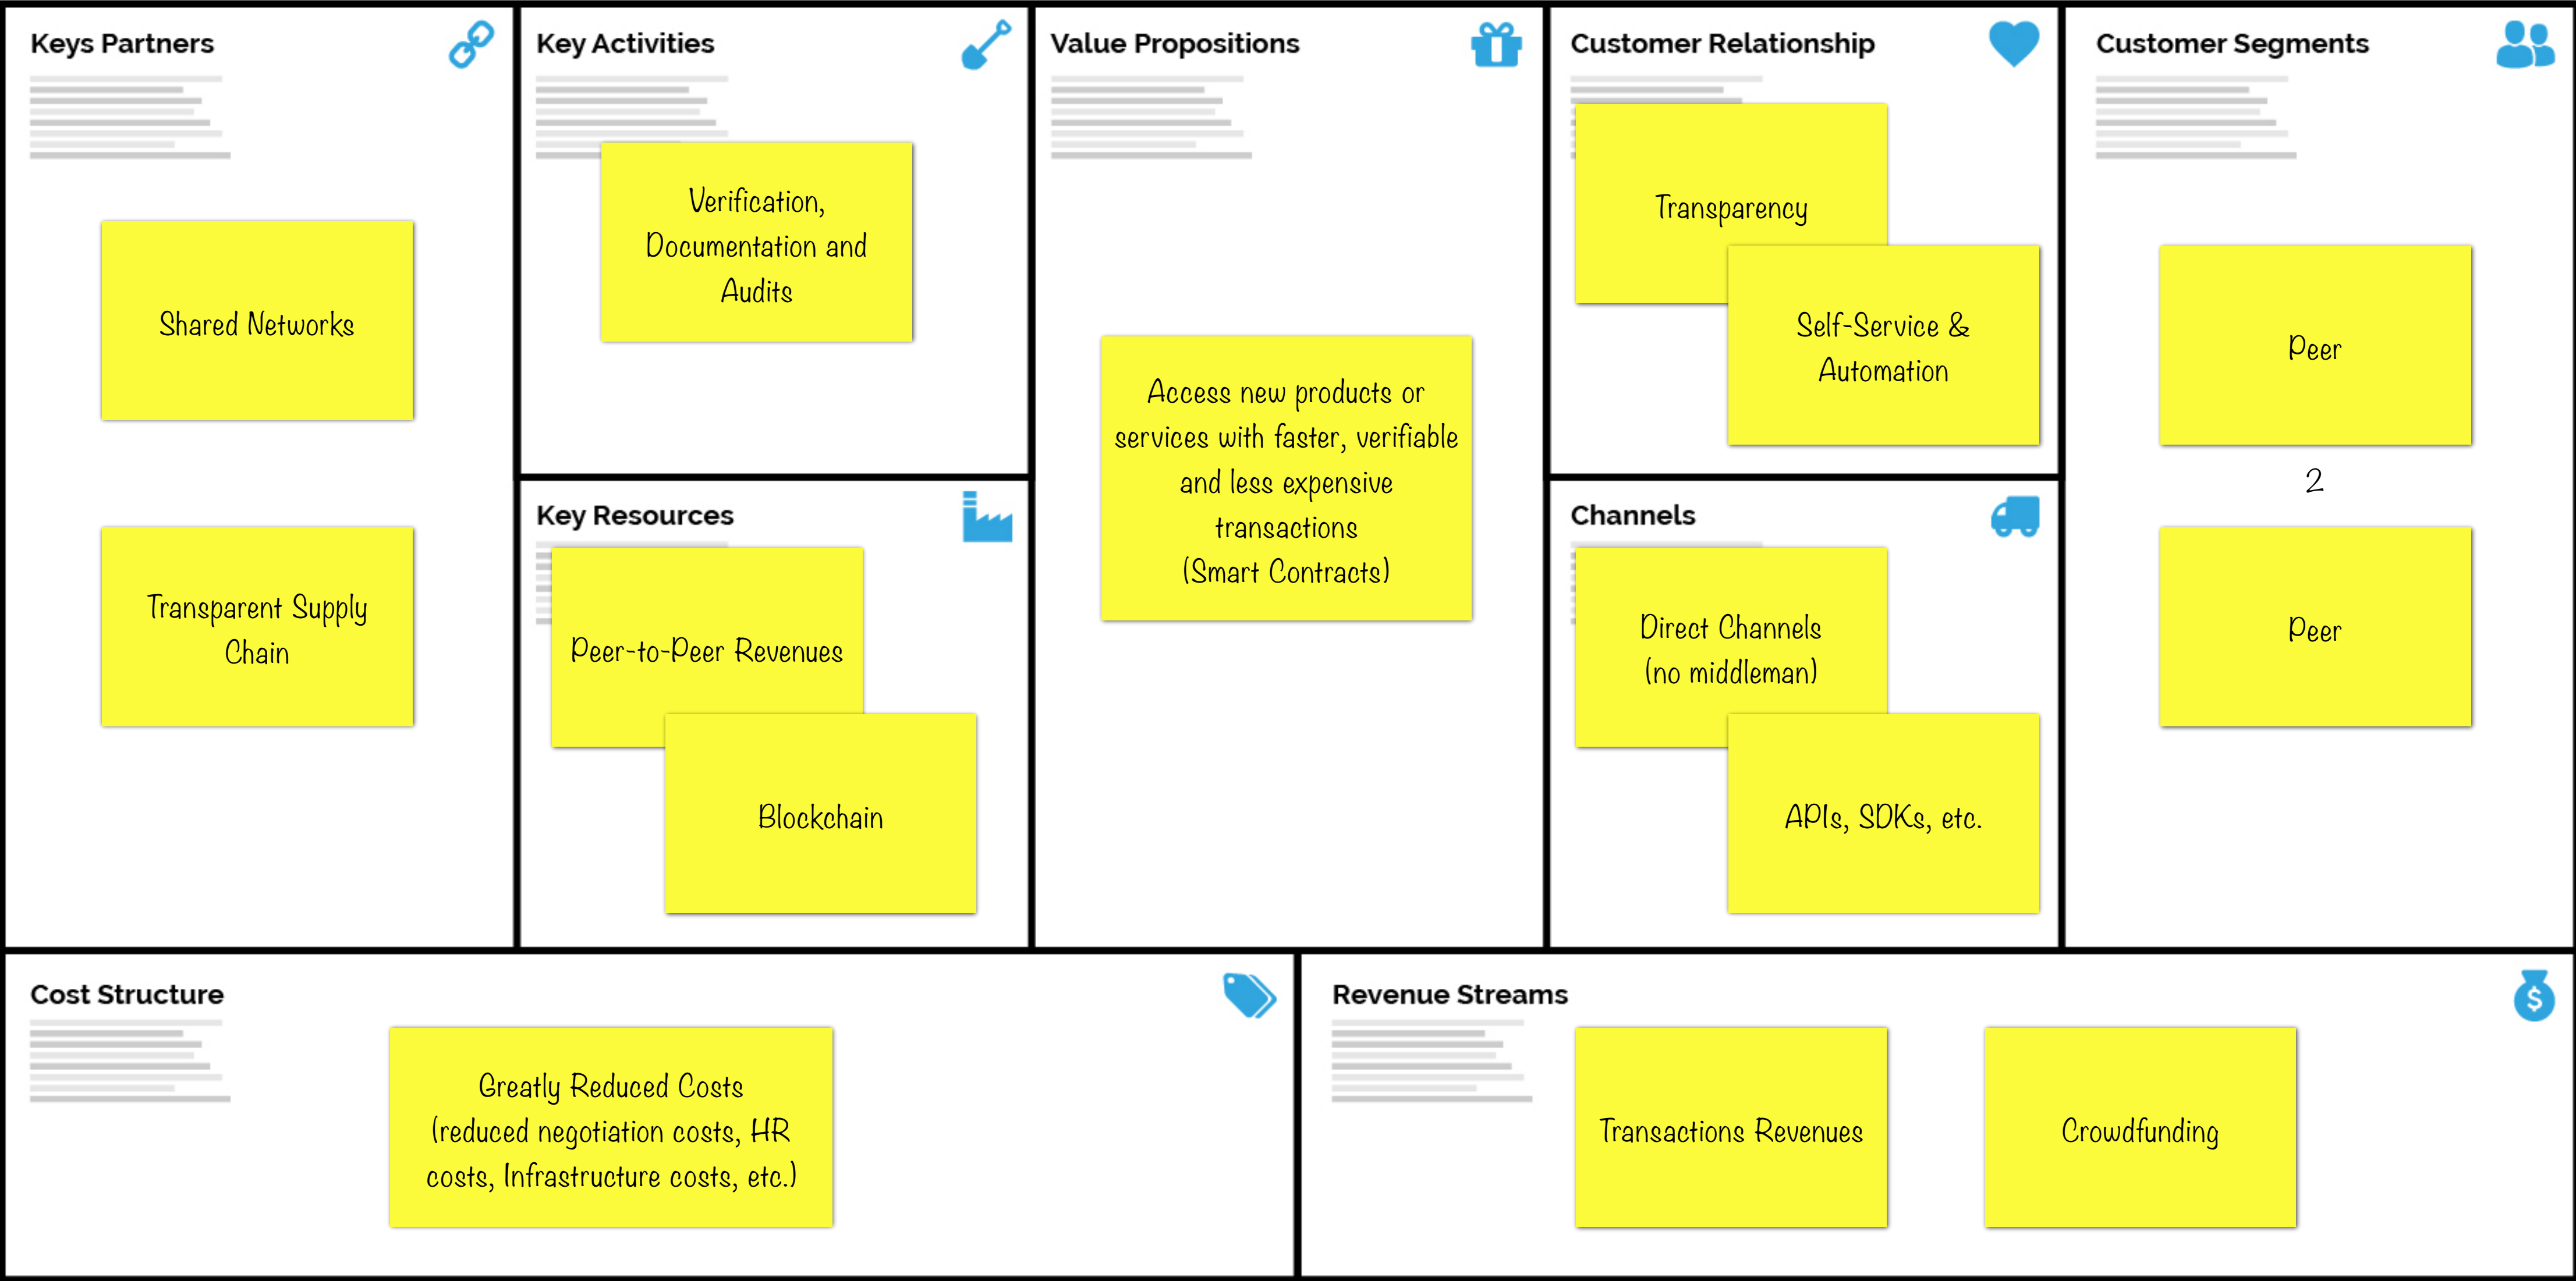 Keys Partners
Shared Networks
Transparent Supply
Chain
Key Activities
Verification,
Documentation and
Audits
Key Resources
Peer-to-Peer Revenues
Blockchain
Value Propositions
Access new products or
services with faster, verifiable
and less expensive
transactions
(Smart Contracts)
Customer Relationship
Transparency
Self-Service &
Automation
Channels
Direct Channels
(no middleman)
APIs, SDKs, etc.
Customer Segments
Peer
2
Peer
Cost Structure
Greatly Reduced Costs
(reduced negotiation costs, HR
costs, Infrastructure costs, etc.)
Revenue Streams
Transactions Revenues
Crowdfunding